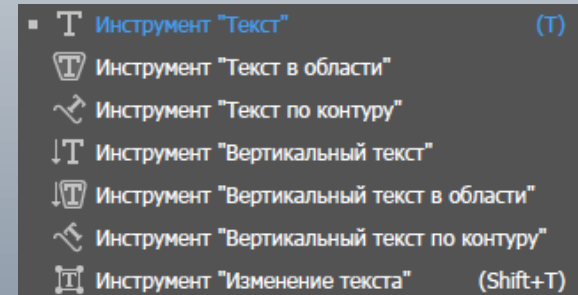 Инструмент "Текст" (T)
Инструмент "Текст в области"
Инструмент "Текст по контуру"
Инструмент "Вертикальный текст"
Инструмент "Вертикальный текст в области"
Инструмент "Вертикальный текст по контуру"
Инструмент "Изменение текста" (Shift+T)